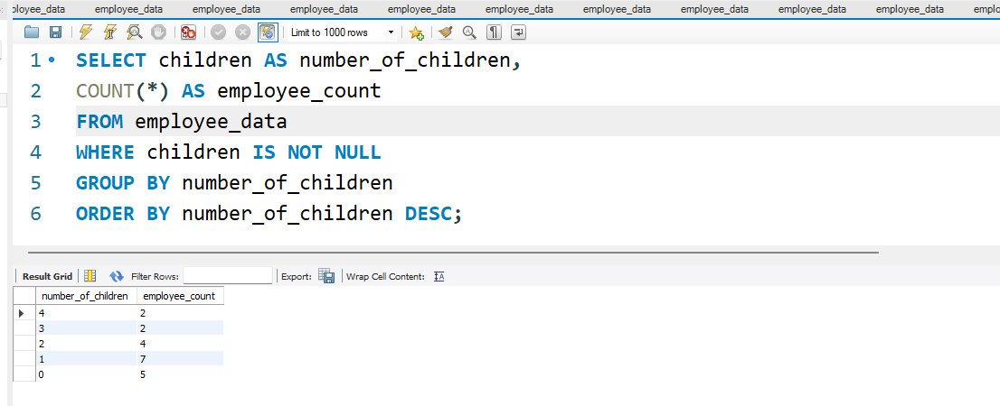 ployee_data employee_data employee_data employee_data employee_data employee_data employee_data employee_data employee_data employee_data emplo
Limit to 1000 rows
1 SELECT children AS number_of_children,
2 COUNT(*) AS employee_count
3 FROM employee_data
4 WHERE children IS NOT NULL
5 GROUP BY number_of_children
6 ORDER BY number_of_children DESC;
Result Grid Filter Rows: Export: Wrap Cell Content: IA
number_of_children employee_count
4 2
3 2
2 4
1 7
0 5